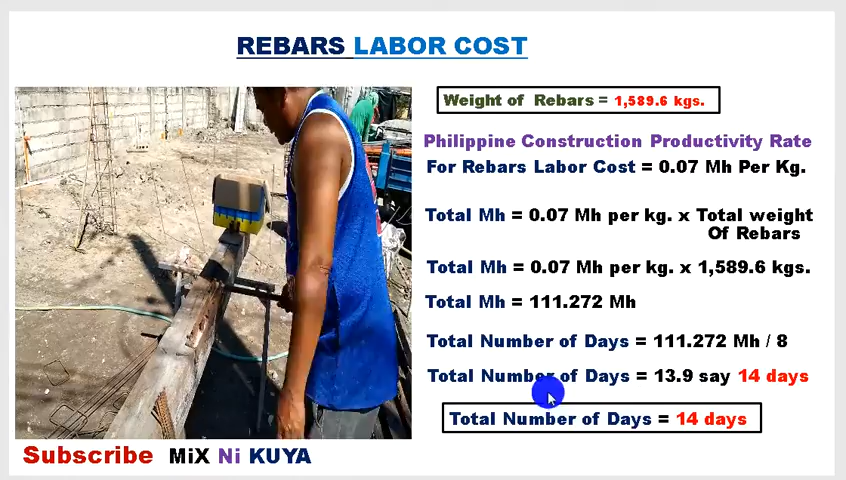 REBARS LABOR COST
Weight of Rebars = 1,589.6 kgs.
Philippine Construction Productivity Rate
For Rebars Labor Cost = 0.07 Mh Per Kg.
Total Mh = 0.07 Mh per kg. x Total weight
Of Rebars
Total Mh = 0.07 Mh per kg. x 1,589.6 kgs.
Total Mh = 111.272 Mh
Total Number of Days = 111.272 Mh / 8
Total Number of Days = 13.9 say 14 days
Total Number of Days = 14 days
Subscribe MiX Ni KUYA